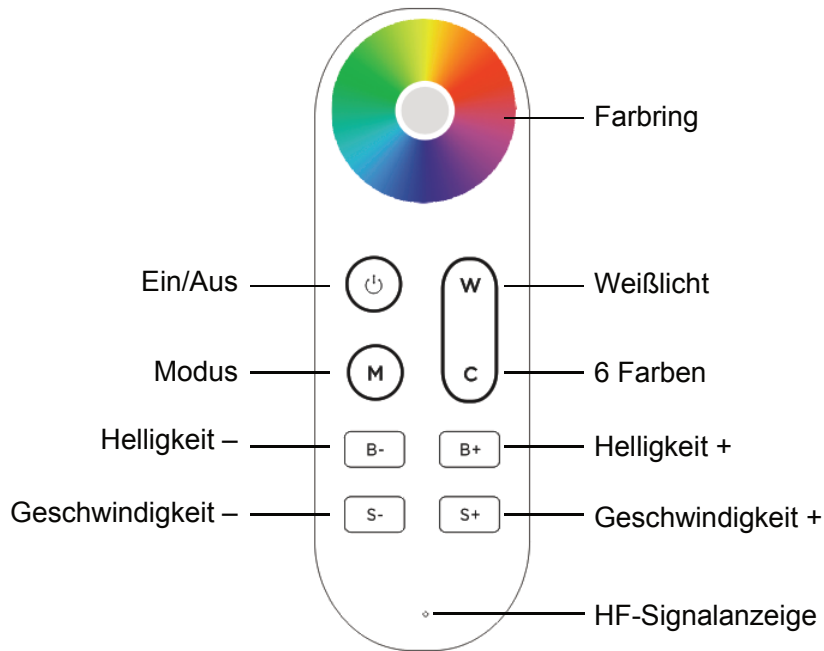 Farbring
Ein/Aus
W
Weißlicht
Modus
M
C
6 Farben
Helligkeit –
B-
B+
Helligkeit +
Geschwindigkeit –
S-
S+
Geschwindigkeit +
HF-Signalanzeige